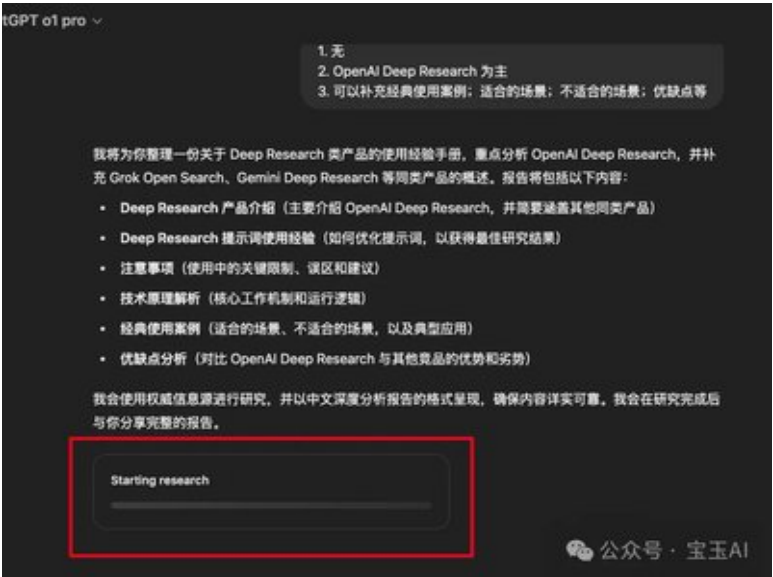 tGPT o1 pro
1. 无
2. OpenAI Deep Research 为主
3. 可以补充经典使用案例；适合的场景；不适合的场景；优缺点等
我将为你整理一份关于 Deep Research 类产品的使用经验手册，重点分析 OpenAI Deep Research，并补
充 Grok Open Search、Gemini Deep Research 等同类产品的概述。报告将包括以下内容：
• Deep Research 产品介绍（主要介绍 OpenAI Deep Research，并简要涵盖其他同类产品）
• Deep Research 提示词使用经验（如何优化提示词，以获得最佳研究结果）
• 注意事项（使用中的关键限制、误区和建议）
• 技术原理解析（核心工作机制和运行逻辑）
• 经典使用案例（适合的场景、不适合的场景，以及典型应用）
• 优缺点分析（对比 OpenAI Deep Research 与其他竞品的优势和劣势）
我会使用权威信息源进行研究，并以中文深度分析报告的格式呈现，确保内容详实可靠。我会在研究完成后
与你分享完整的报告。
Starting research
公众号 · 宝玉AI